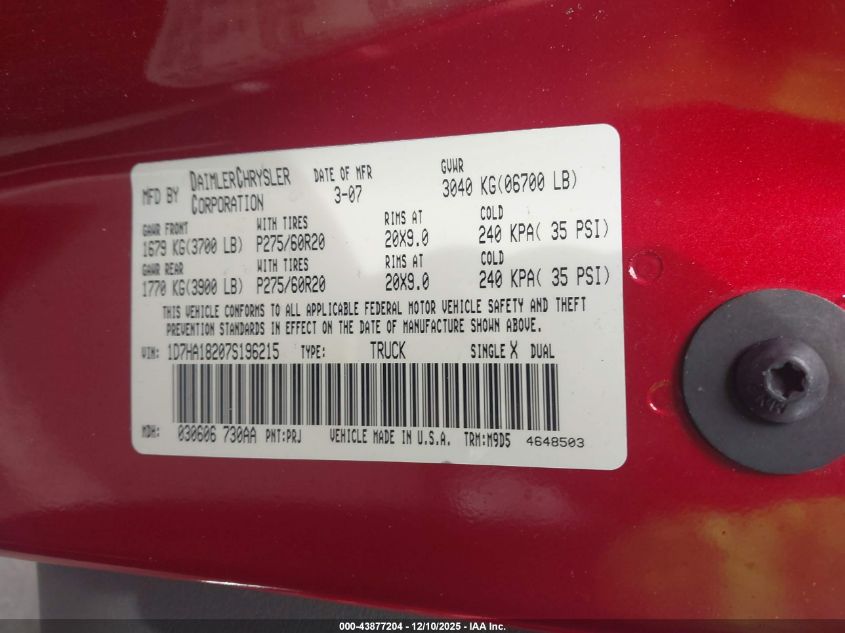 MFD BY DAIMLERCHRYSLER CORPORATION DATE OF MFR 3-07 GVWR 3040 KG(06700 LB)
GAWR FRONT WITH TIRES RIMS AT COLD
1679 KG(3700 LB) P275/60R20 20X9.0 240 KPA( 35 PSI)
GAWR REAR WITH TIRES RIMS AT COLD
1770 KG(3900 LB) P275/60R20 20X9.0 240 KPA( 35 PSI)
THIS VEHICLE CONFORMS TO ALL APPLICABLE FEDERAL MOTOR VEHICLE SAFETY AND THEFT
PREVENTION STANDARDS IN EFFECT ON THE DATE OF MANUFACTURE SHOWN ABOVE.
VIN: 1D7HA18207S196215 TYPE: TRUCK SINGLE X DUAL
MDH: 030606 730AA PNT:PRJ VEHICLE MADE IN U.S.A. TRM:M9D5 4648503
000-43877204 - 12/10/2025 - IAA Inc.